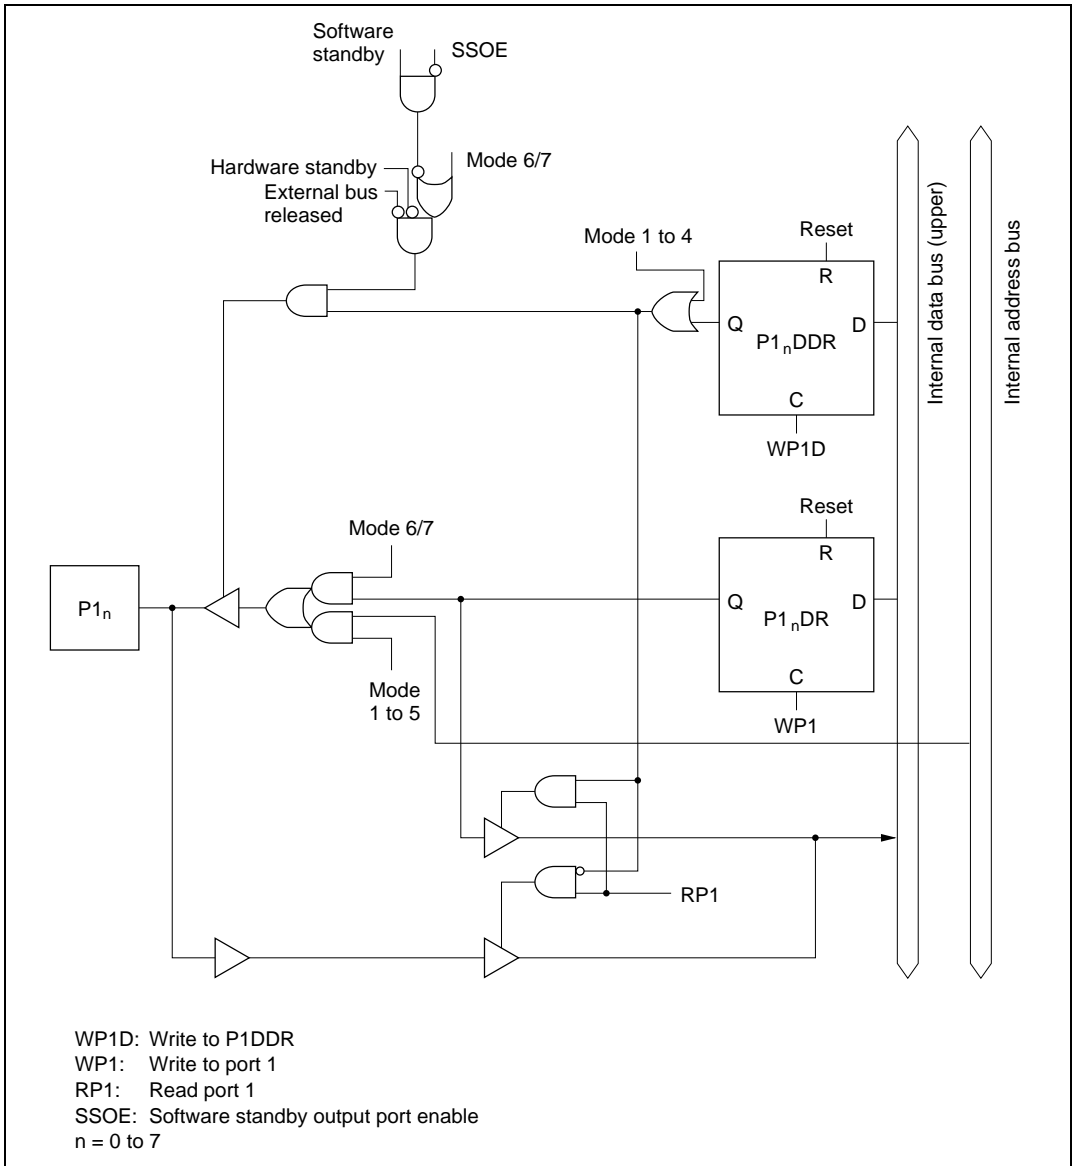 Software
standby
SSOE
Mode 6/7
Hardware standby
External bus
released
Mode 1 to 4
Reset
R
Q
D
P1nDDR
C
WP1D
Internal data bus (upper)
Internal address bus
Mode 6/7
Reset
R
P1n
Q
D
P1nDR
C
Mode
1 to 5
WP1
RP1
WP1D: Write to P1DDR
WP1: Write to port 1
RP1: Read port 1
SSOE: Software standby output port enable
n = 0 to 7